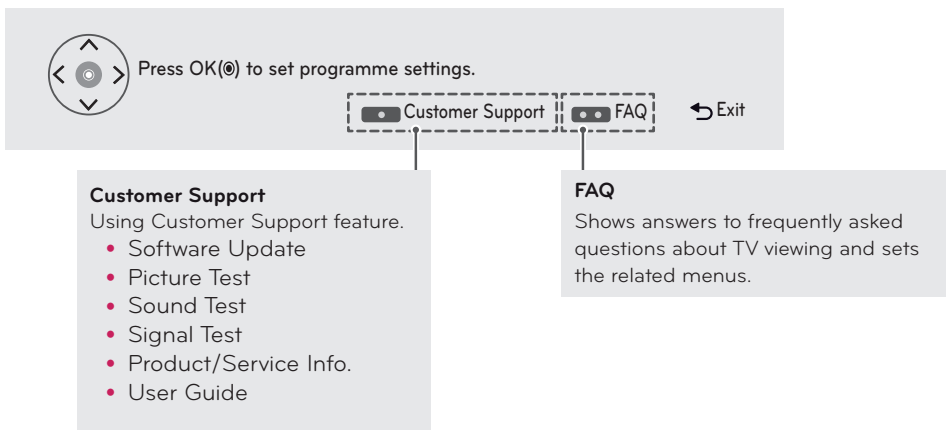 Press OK(◉) to set programme settings.
Customer Support FAQ Exit
Customer Support
Using Customer Support feature.
• Software Update
• Picture Test
• Sound Test
• Signal Test
• Product/Service Info.
• User Guide
FAQ
Shows answers to frequently asked
questions about TV viewing and sets
the related menus.